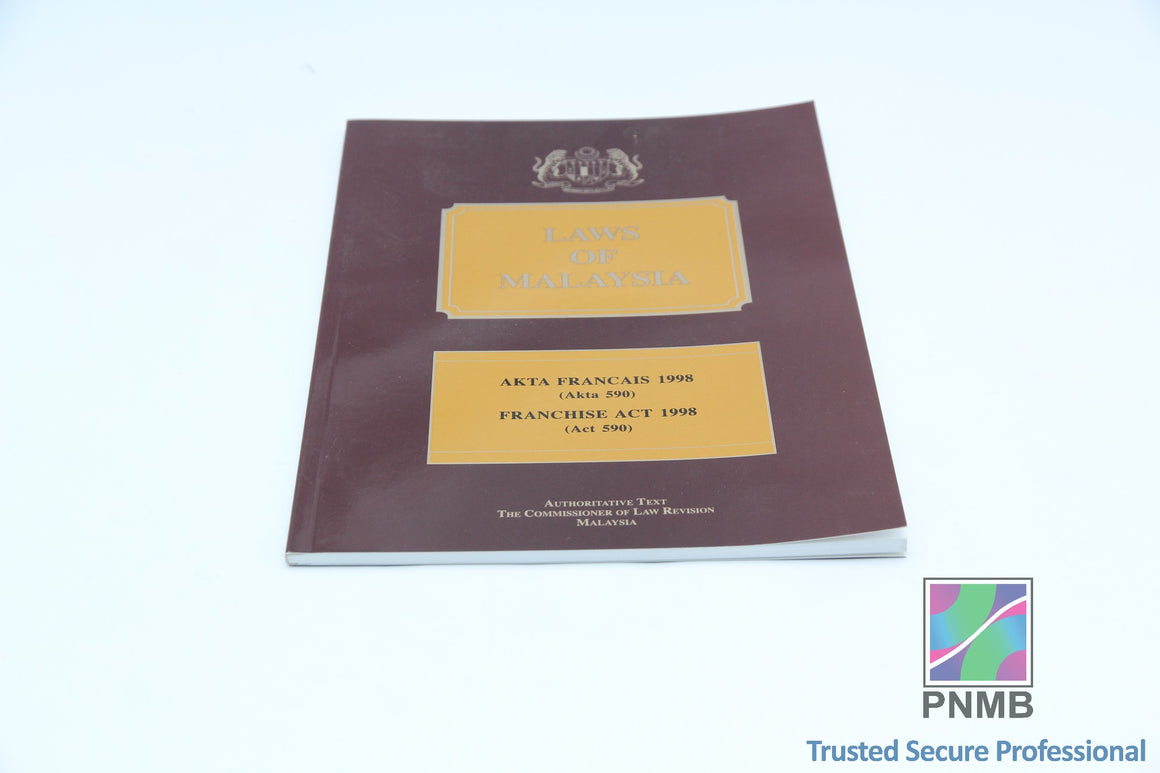 LAWS
OF
MALAYSIA
AKTA FRANCAIS 1998
(Akta 590)
FRANCHISE ACT 1998
(Act 590)
AUTHORITATIVE TEXT
THE COMMISSIONER OF LAW REVISION
MALAYSIA
PNMB
Trusted Secure Professional